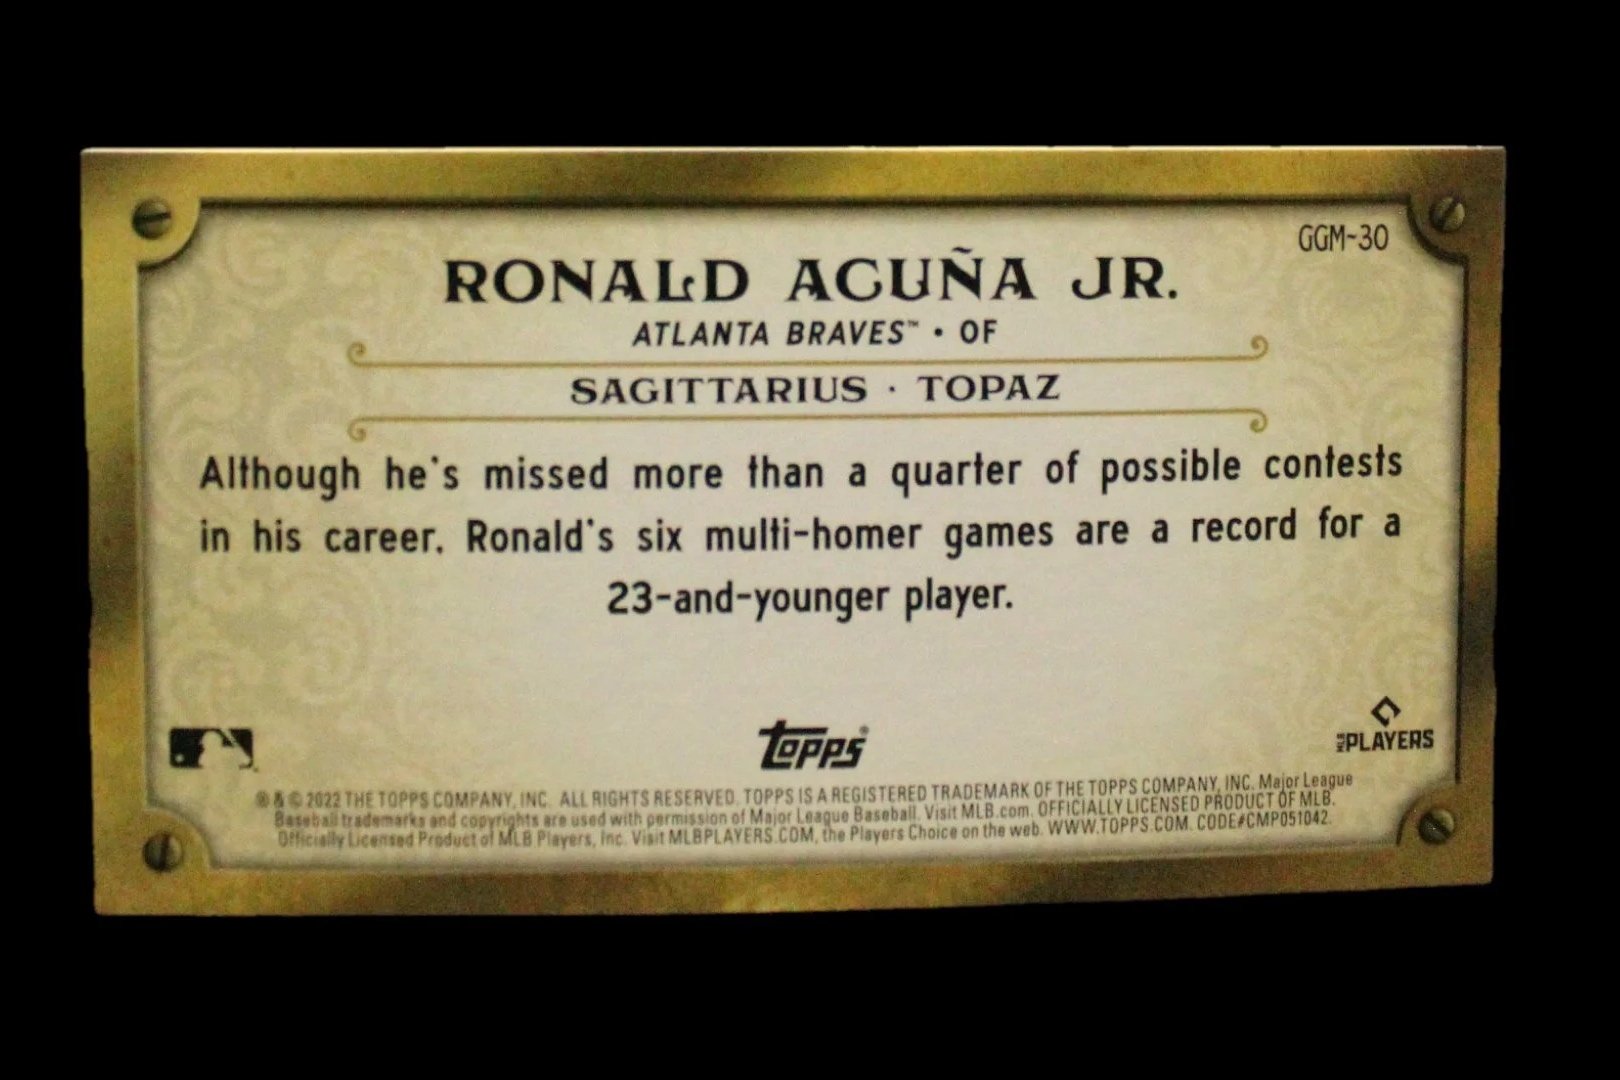 GGM-30
RONALD ACUÑA JR.
ATLANTA BRAVES™ • OF
SAGITTARIUS · TOPAZ
Although he's missed more than a quarter of possible contests
in his career. Ronald's six multi-homer games are a record for a
23-and-younger player.
Topps®
MLB PLAYERS
® & © 2022 THE TOPPS COMPANY, INC. ALL RIGHTS RESERVED. TOPPS IS A REGISTERED TRADEMARK OF THE TOPPS COMPANY, INC. Major League
Baseball trademarks and copyrights are used with permission of Major League Baseball. Visit MLB.com. OFFICIALLY LICENSED PRODUCT OF MLB.
Officially Licensed Product of MLB Players, Inc. Visit MLBPLAYERS.COM, the Players Choice on the web. WWW.TOPPS.COM. CODE#CMP051042.